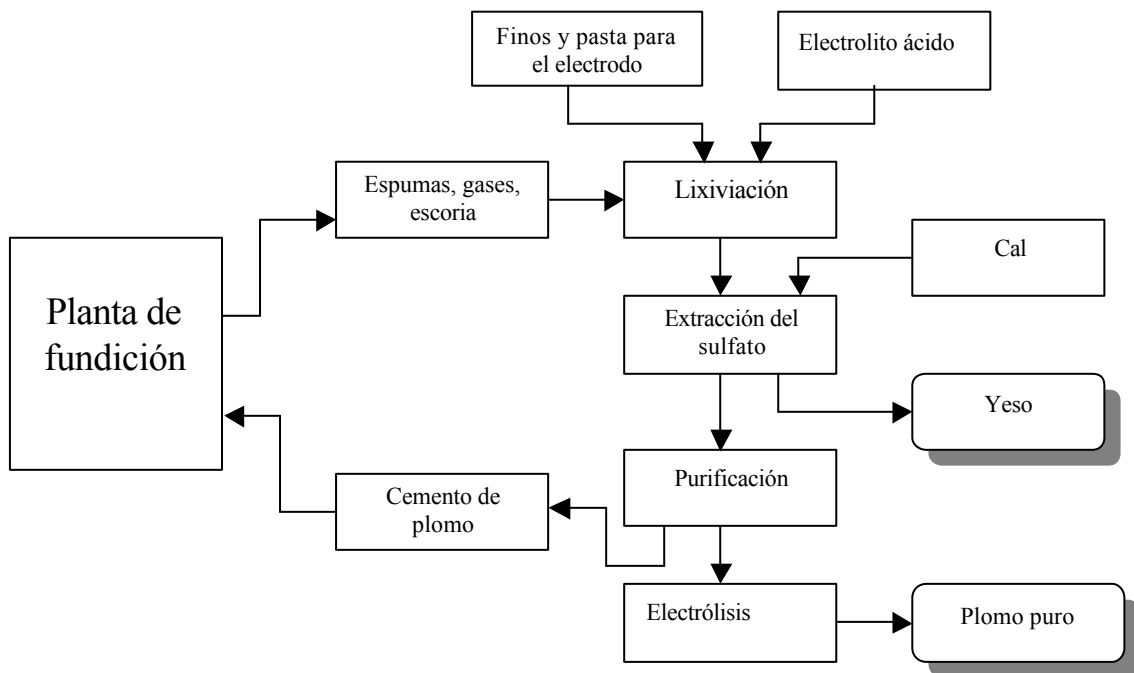 Finos y pasta para
el electrodo
Electrolito ácido
Espumas, gases,
escoria
Lixiviación
Cal
Planta de
fundición
Extracción del
sulfato
Yeso
Purificación
Cemento de
plomo
Electrólisis
Plomo puro